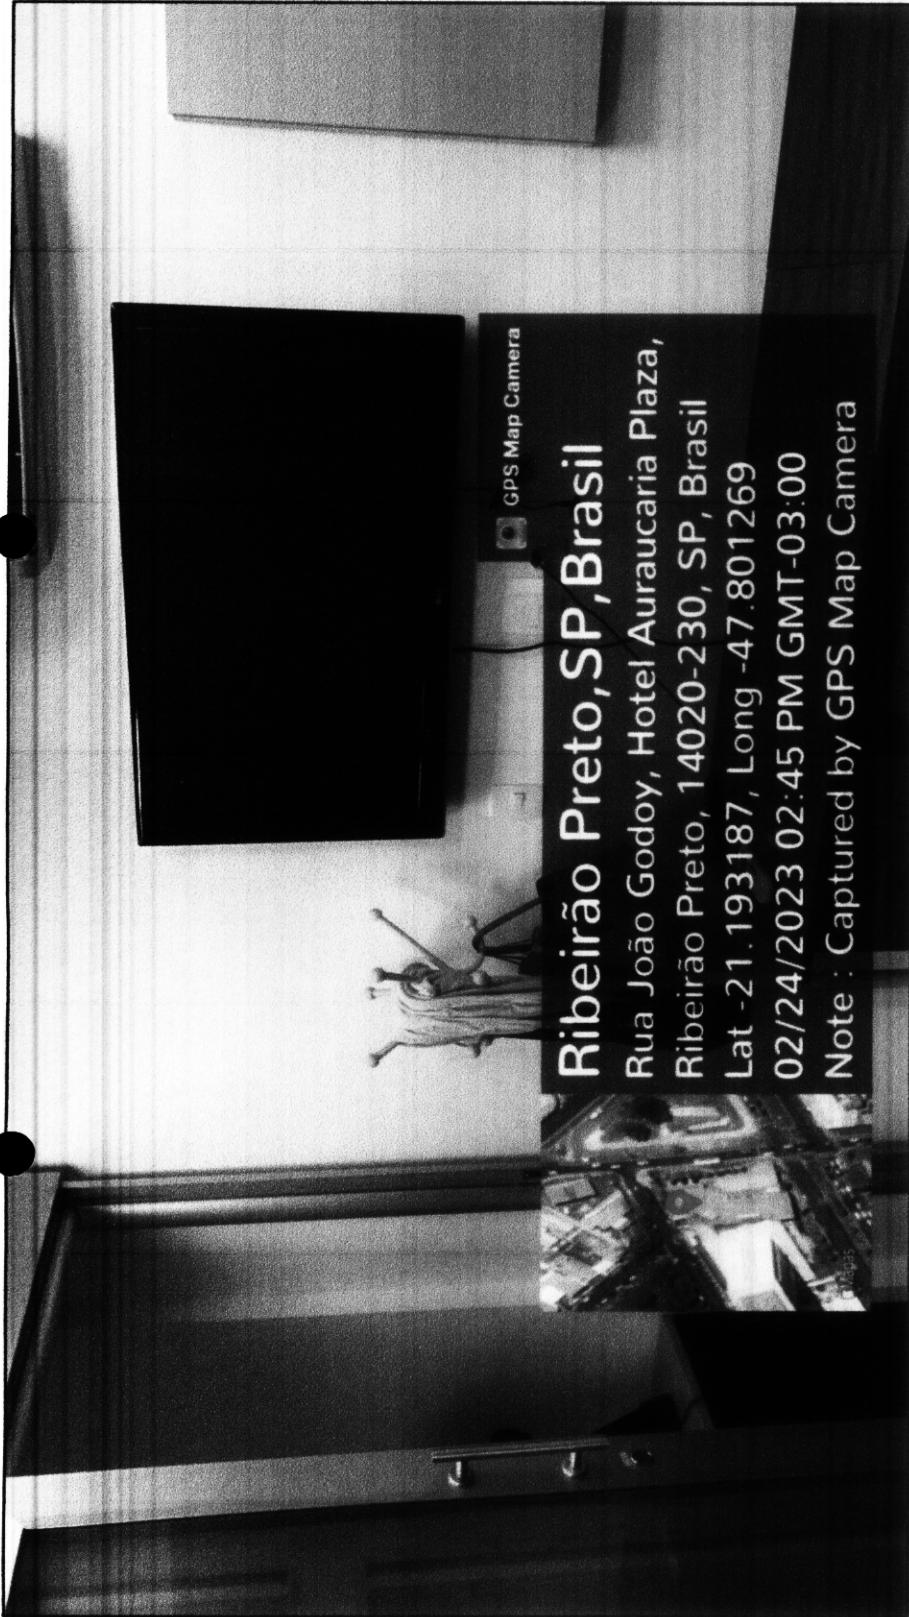 GPS Map Camera
Ribeirão Preto,SP,Brasil
Rua João Godoy, Hotel Auraucaria Plaza,
Ribeirão Preto, 14020-230, SP, Brasil
Lat -21.193187, Long -47.801269
02/24/2023 02:45 PM GMT-03:00
Note : Captured by GPS Map Camera